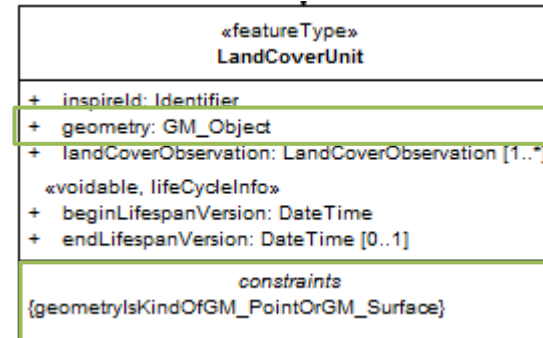 «featureType»
LandCoverUnit
+ inspireId: Identifier
+ geometry: GM_Object
+ landCoverObservation: LandCoverObservation [1..*]
«voidable, lifeCycleInfo»
+ beginLifespanVersion: DateTime
+ endLifespanVersion: DateTime [0..1]
constraints
{geometryIsKindOfGM_PointOrGM_Surface}